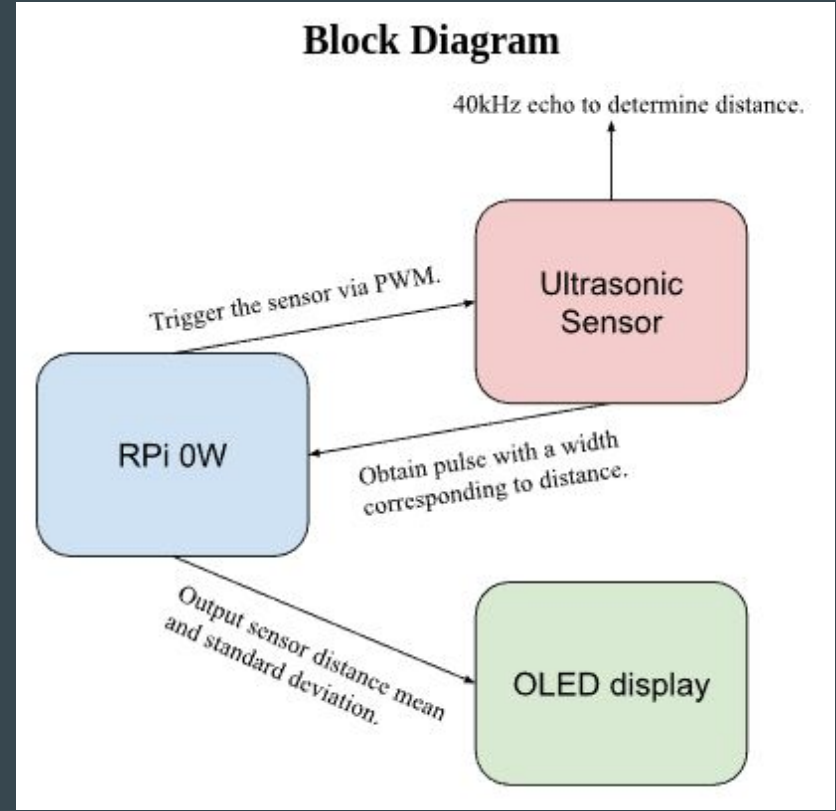 Block Diagram
40kHz echo to determine distance.
Ultrasonic
Sensor
Trigger the sensor via PWM.
RPi 0W
Obtain pulse with a width
corresponding to distance.
Output sensor distance mean
and standard deviation.
OLED display